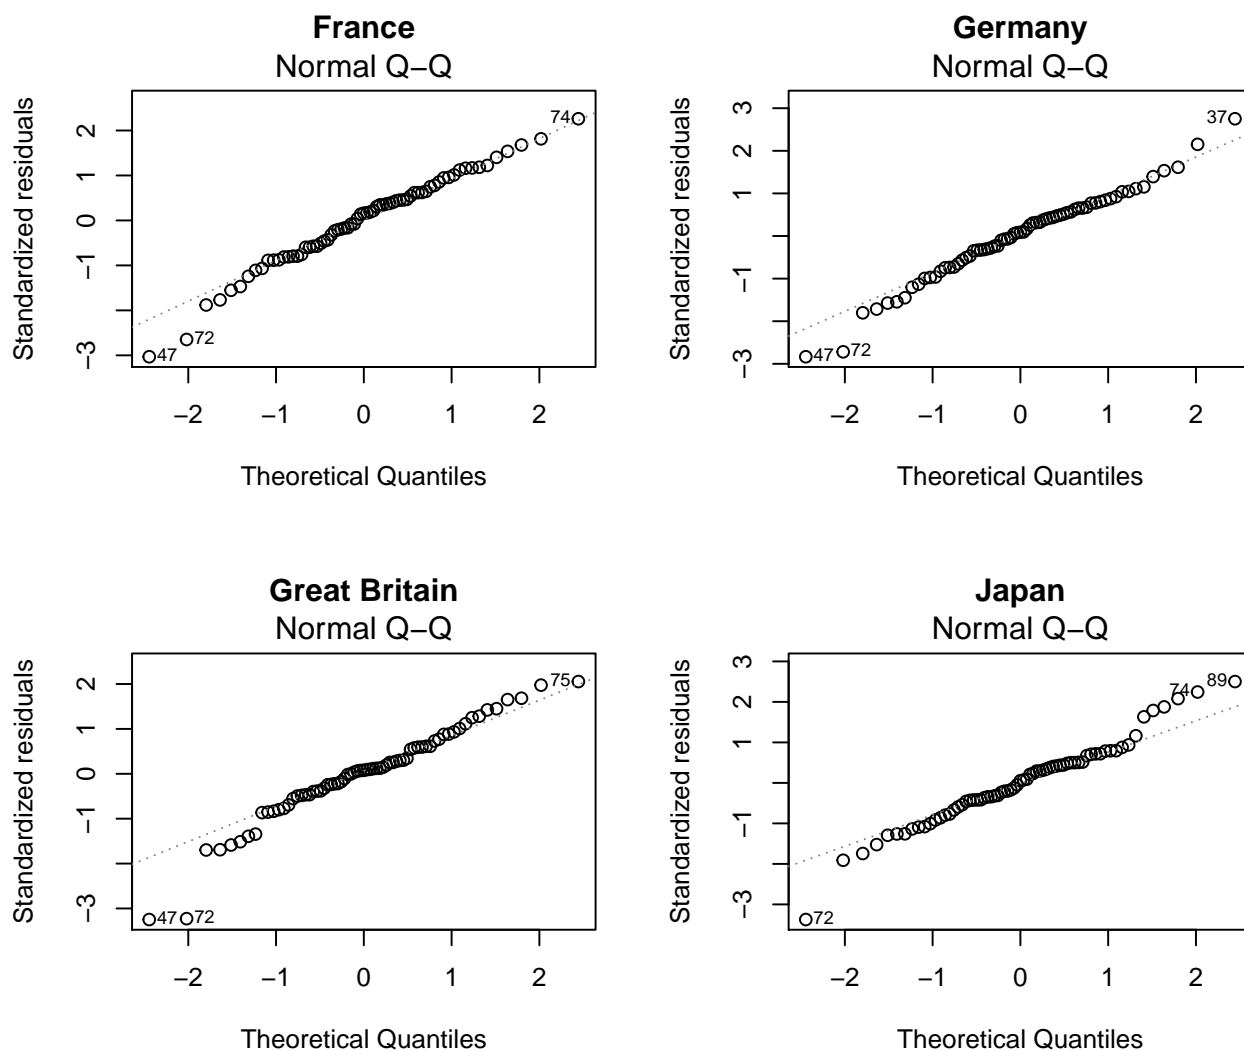 France
Normal Q−Q
Standardized residuals
2
1
0
−1
−3
74
72
47
−2 −1 0 1 2
Theoretical Quantiles
Germany
Normal Q−Q
Standardized residuals
3
2
1
−1
−3
37
47 72
−2 −1 0 1 2
Theoretical Quantiles
Great Britain
Normal Q−Q
Standardized residuals
2
1
0
−1
−3
75
47 72
−2 −1 0 1 2
Theoretical Quantiles
Japan
Normal Q−Q
Standardized residuals
3
2
1
−1
−3
74 89
72
−2 −1 0 1 2
Theoretical Quantiles